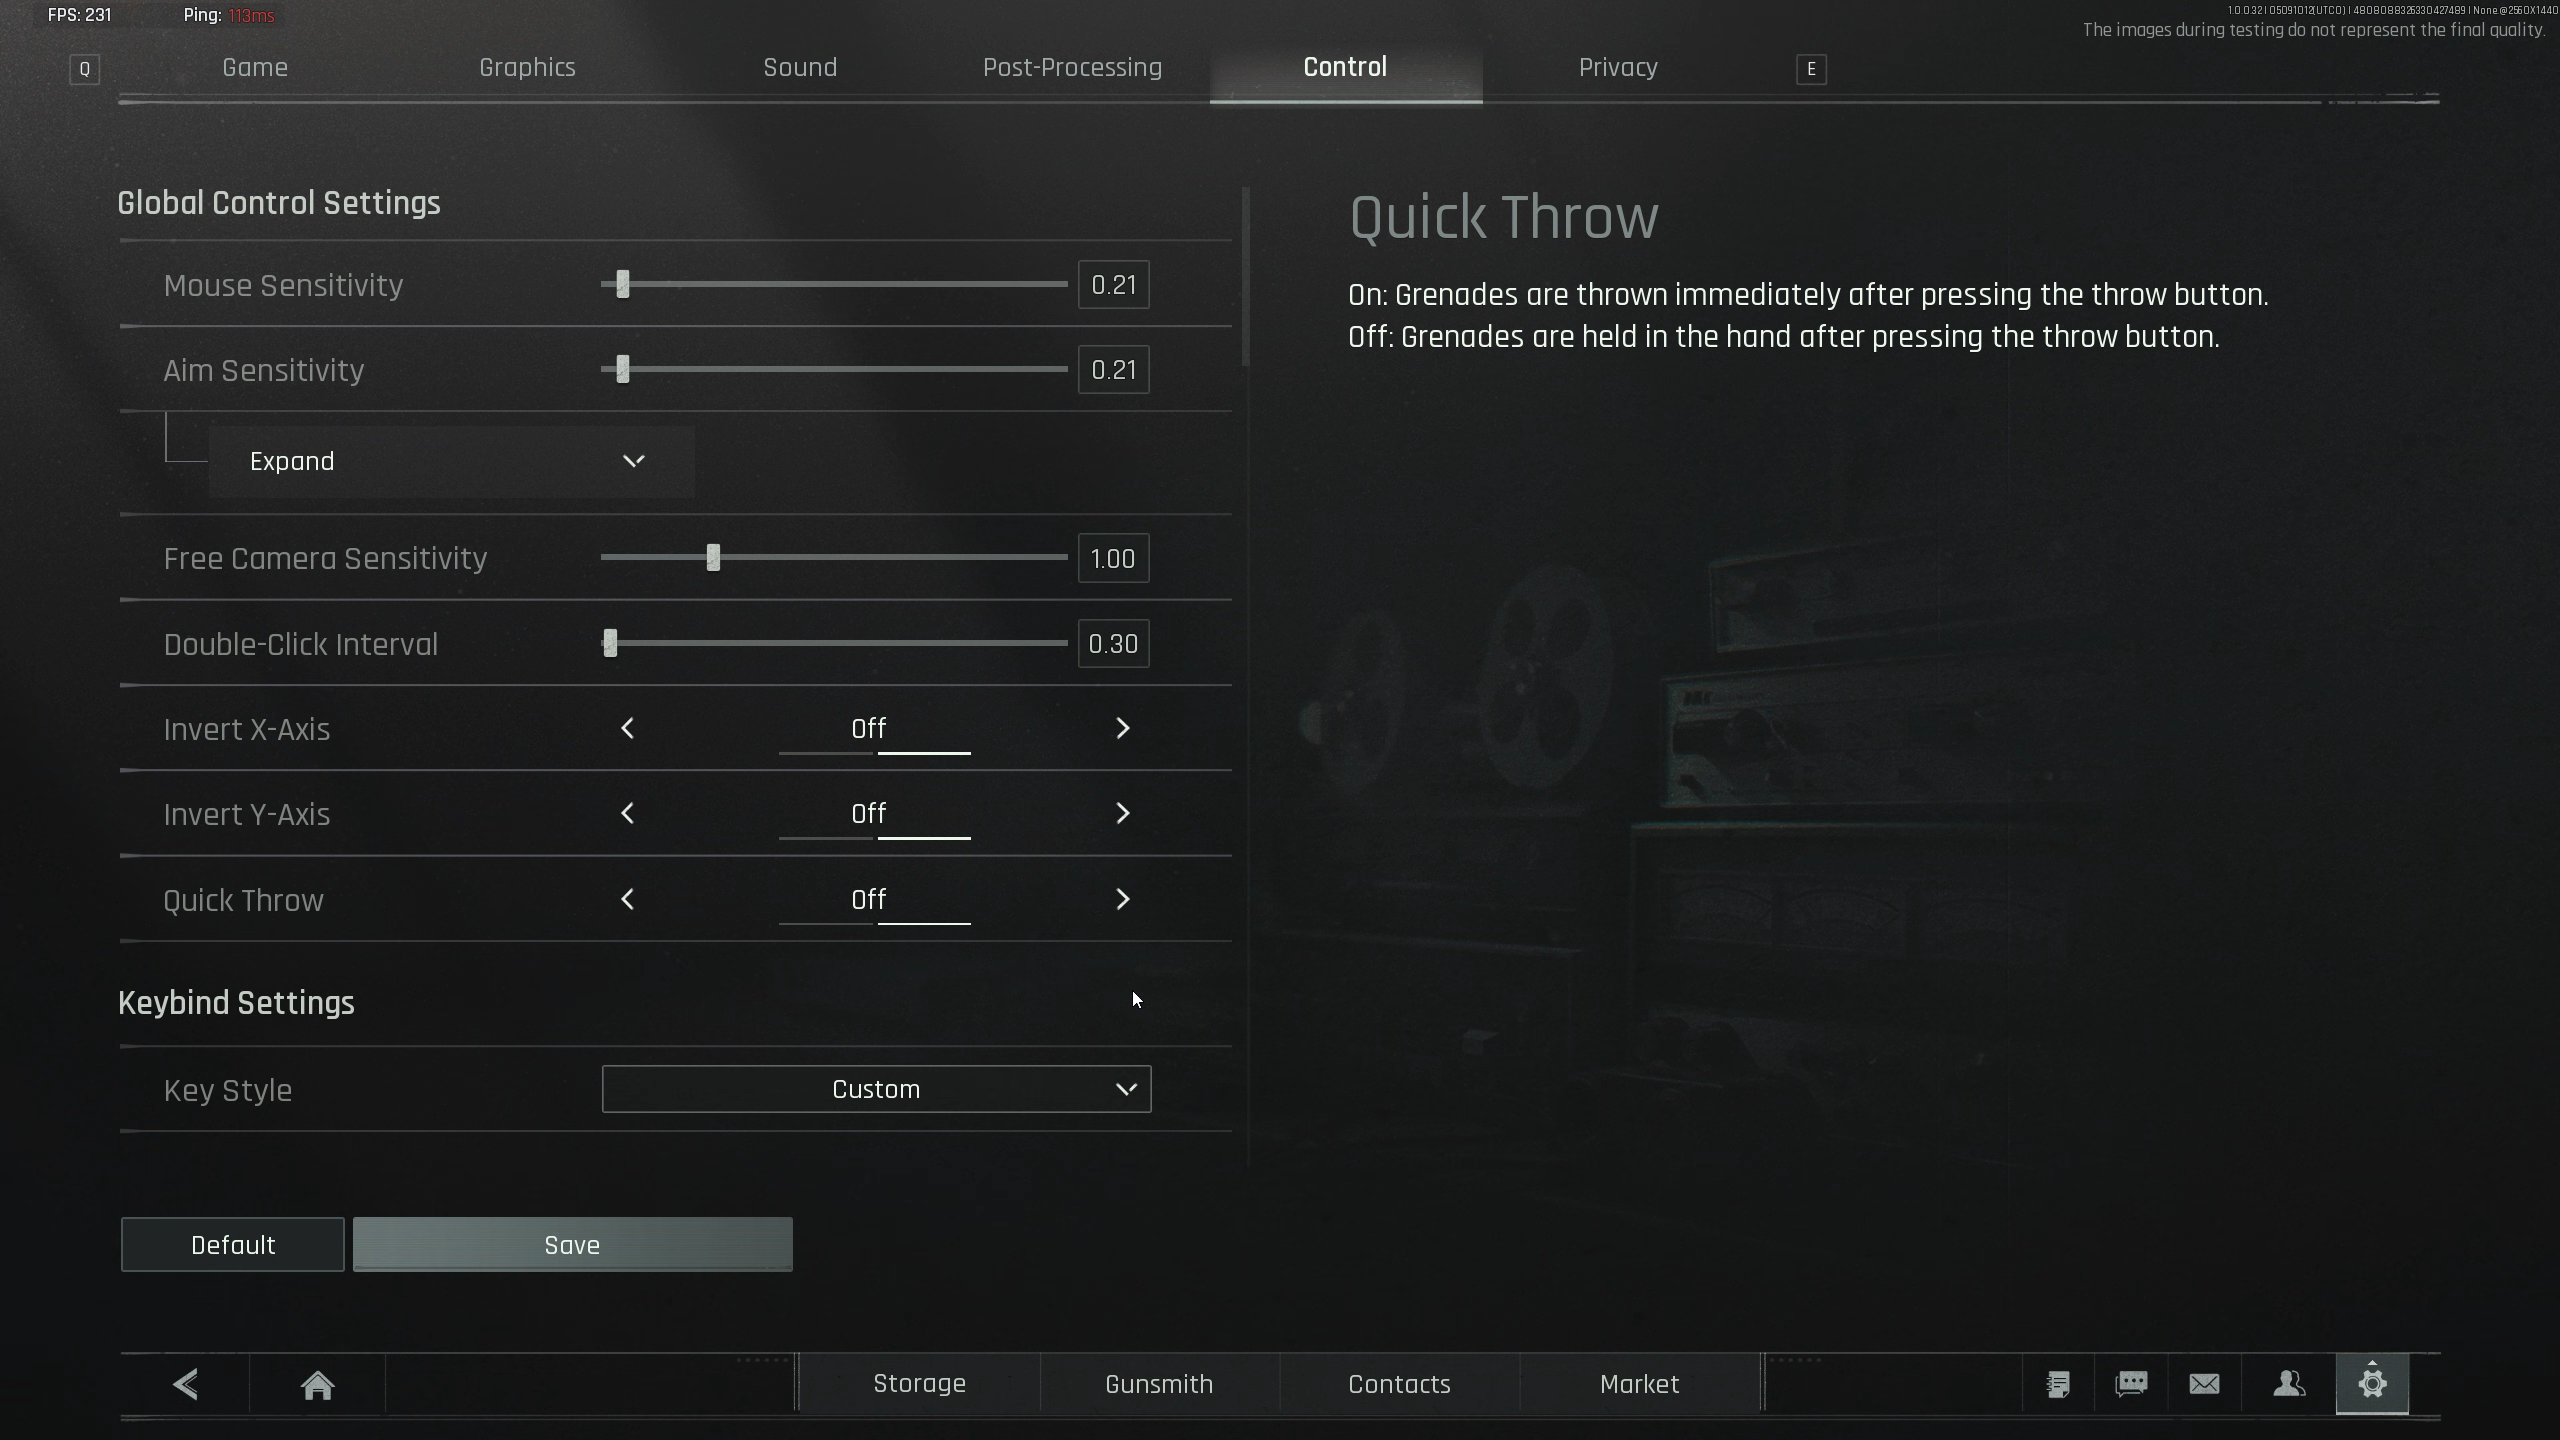 FPS: 231 Ping: 113ms
The images during testing do not represent the final quality.
Q Game Graphics Sound Post-Processing Control Privacy E
Global Control Settings
Mouse Sensitivity 0.21
Aim Sensitivity 0.21
Expand
Free Camera Sensitivity 1.00
Double-Click Interval 0.30
Invert X-Axis Off
Invert Y-Axis Off
Quick Throw Off
Keybind Settings
Key Style Custom
Default Save
Quick Throw
On: Grenades are thrown immediately after pressing the throw button.
Off: Grenades are held in the hand after pressing the throw button.
Storage Gunsmith Contacts Market